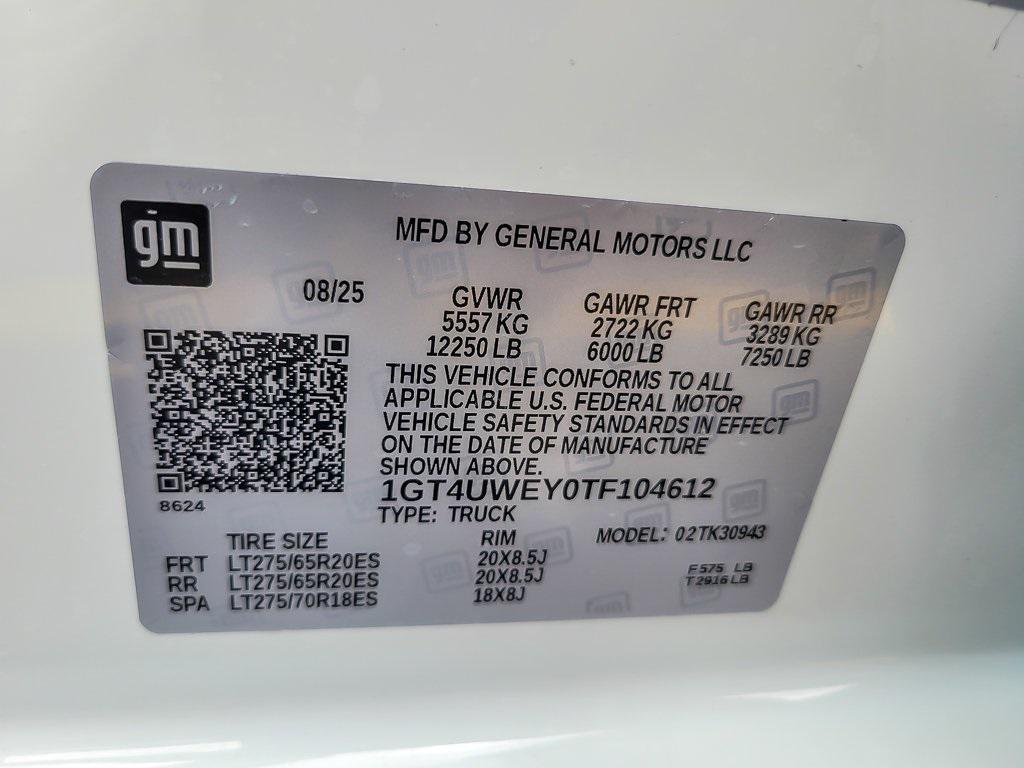 gm
MFD BY GENERAL MOTORS LLC
08/25
GVWR
5557 KG
12250 LB
GAWR FRT
2722 KG
6000 LB
GAWR RR
3289 KG
7250 LB
THIS VEHICLE CONFORMS TO ALL
APPLICABLE U.S. FEDERAL MOTOR
VEHICLE SAFETY STANDARDS IN EFFECT
ON THE DATE OF MANUFACTURE
SHOWN ABOVE.
1GT4UWEY0TF104612
TYPE: TRUCK
8624
MODEL: 02TK30943
TIRE SIZE RIM
FRT LT275/65R20ES 20X8.5J
RR LT275/65R20ES 20X8.5J
SPA LT275/70R18ES 18X8J
F 575 LB
T 2916 LB